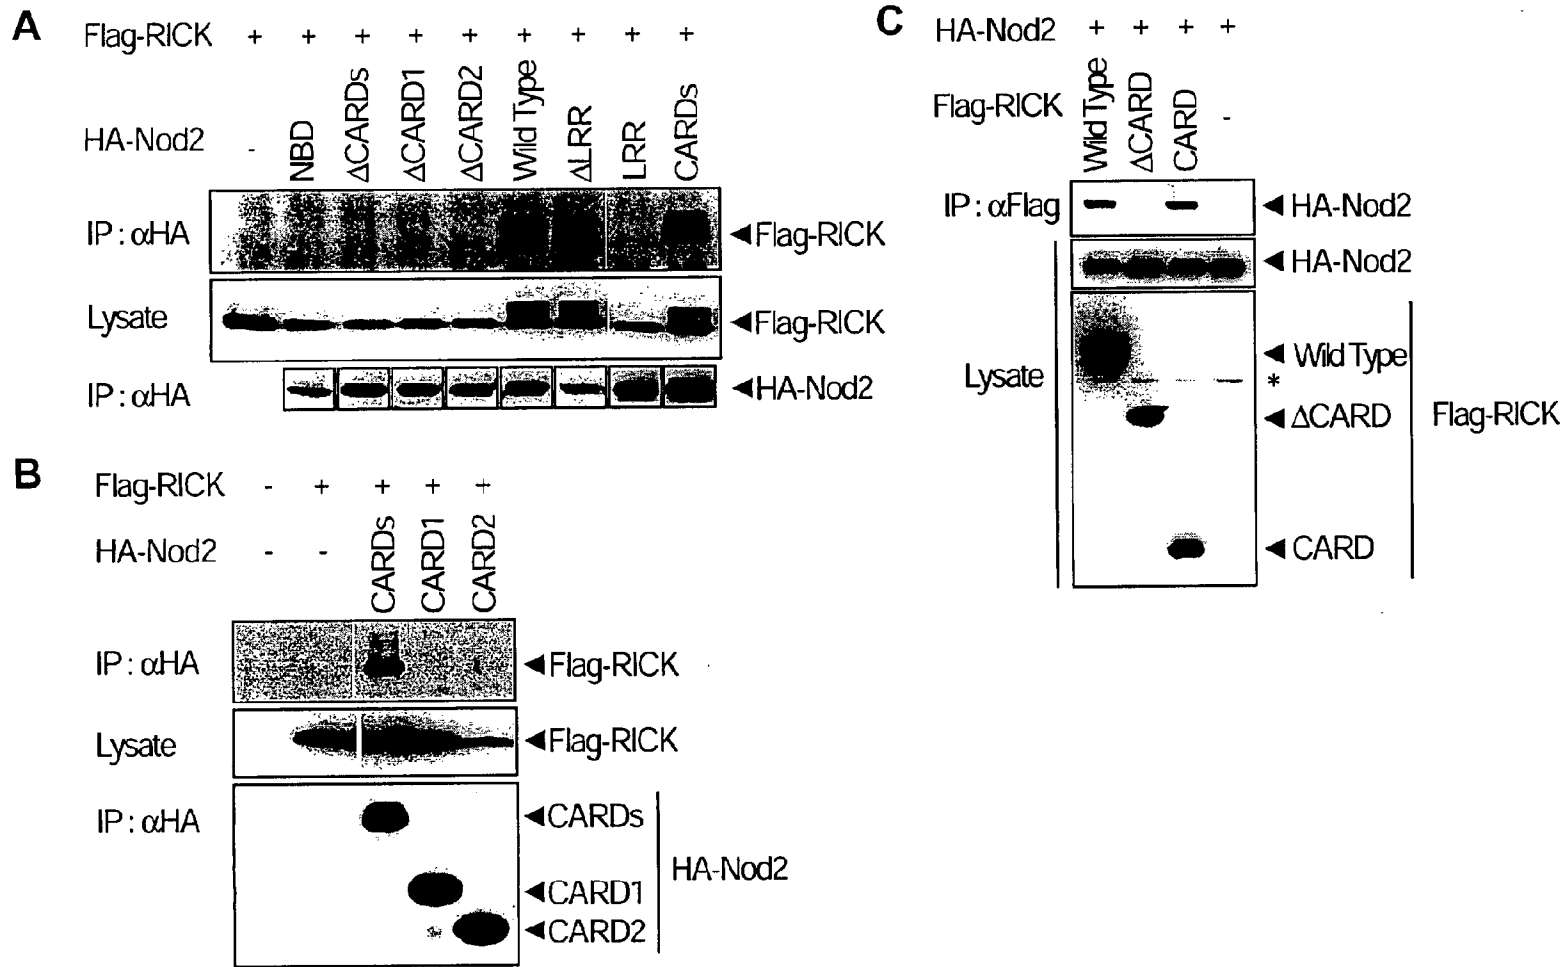 A
Flag-RICK + + + + + + + + +
HA-Nod2 - NBD ΔCARDs ΔCARD1 ΔCARD2 Wild Type ΔLRR LRR CARDs
IP : αHA Flag-RICK
Lysate Flag-RICK
IP : αHA HA-Nod2
B
Flag-RICK - + + + +
HA-Nod2 - - CARDs CARD1 CARD2
IP : αHA Flag-RICK
Lysate Flag-RICK
IP : αHA CARDs
CARD1
CARD2
HA-Nod2
C
HA-Nod2 + + + +
Flag-RICK Wild Type ΔCARD CARD -
IP : αFlag HA-Nod2
HA-Nod2
Lysate
Wild Type
*
ΔCARD
CARD
Flag-RICK